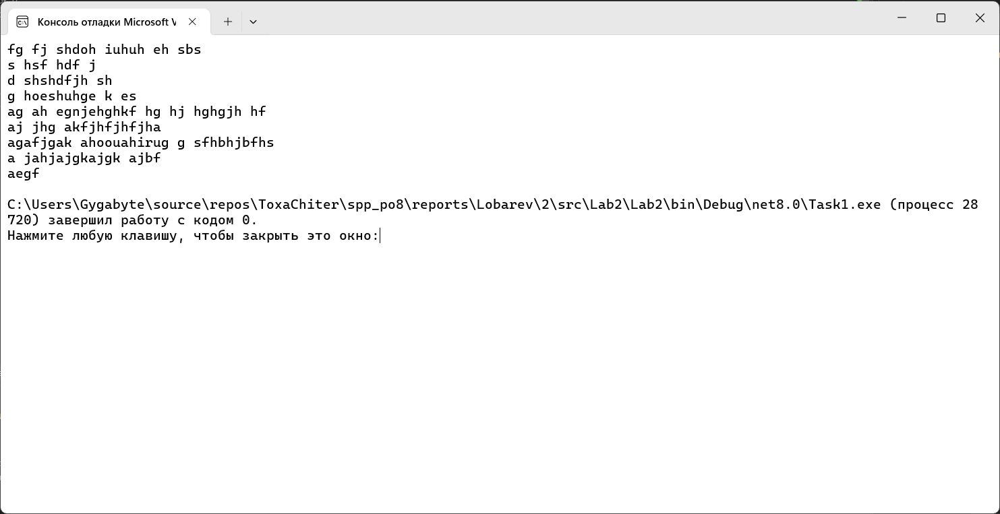 Консоль отладки Microsoft V
fg fj shdoh iuhuh eh sbs
s hsf hdf j
d shshdfjh sh
g hoeshuhge k es
ag ah egnjehghkf hg hj hghgjh hf
aj jhg akfjhfjhfjha
agafjgak ahoouahirug g sfhbhjbfhs
a jahjajgkajgk ajbf
aegf
C:\Users\Gygabyte\source\repos\ToxaChiter\spp_po8\reports\Lobarev\2\src\Lab2\Lab2\bin\Debug\net8.0\Task1.exe (процесс 28
720) завершил работу с кодом 0.
Нажмите любую клавишу, чтобы закрыть это окно: